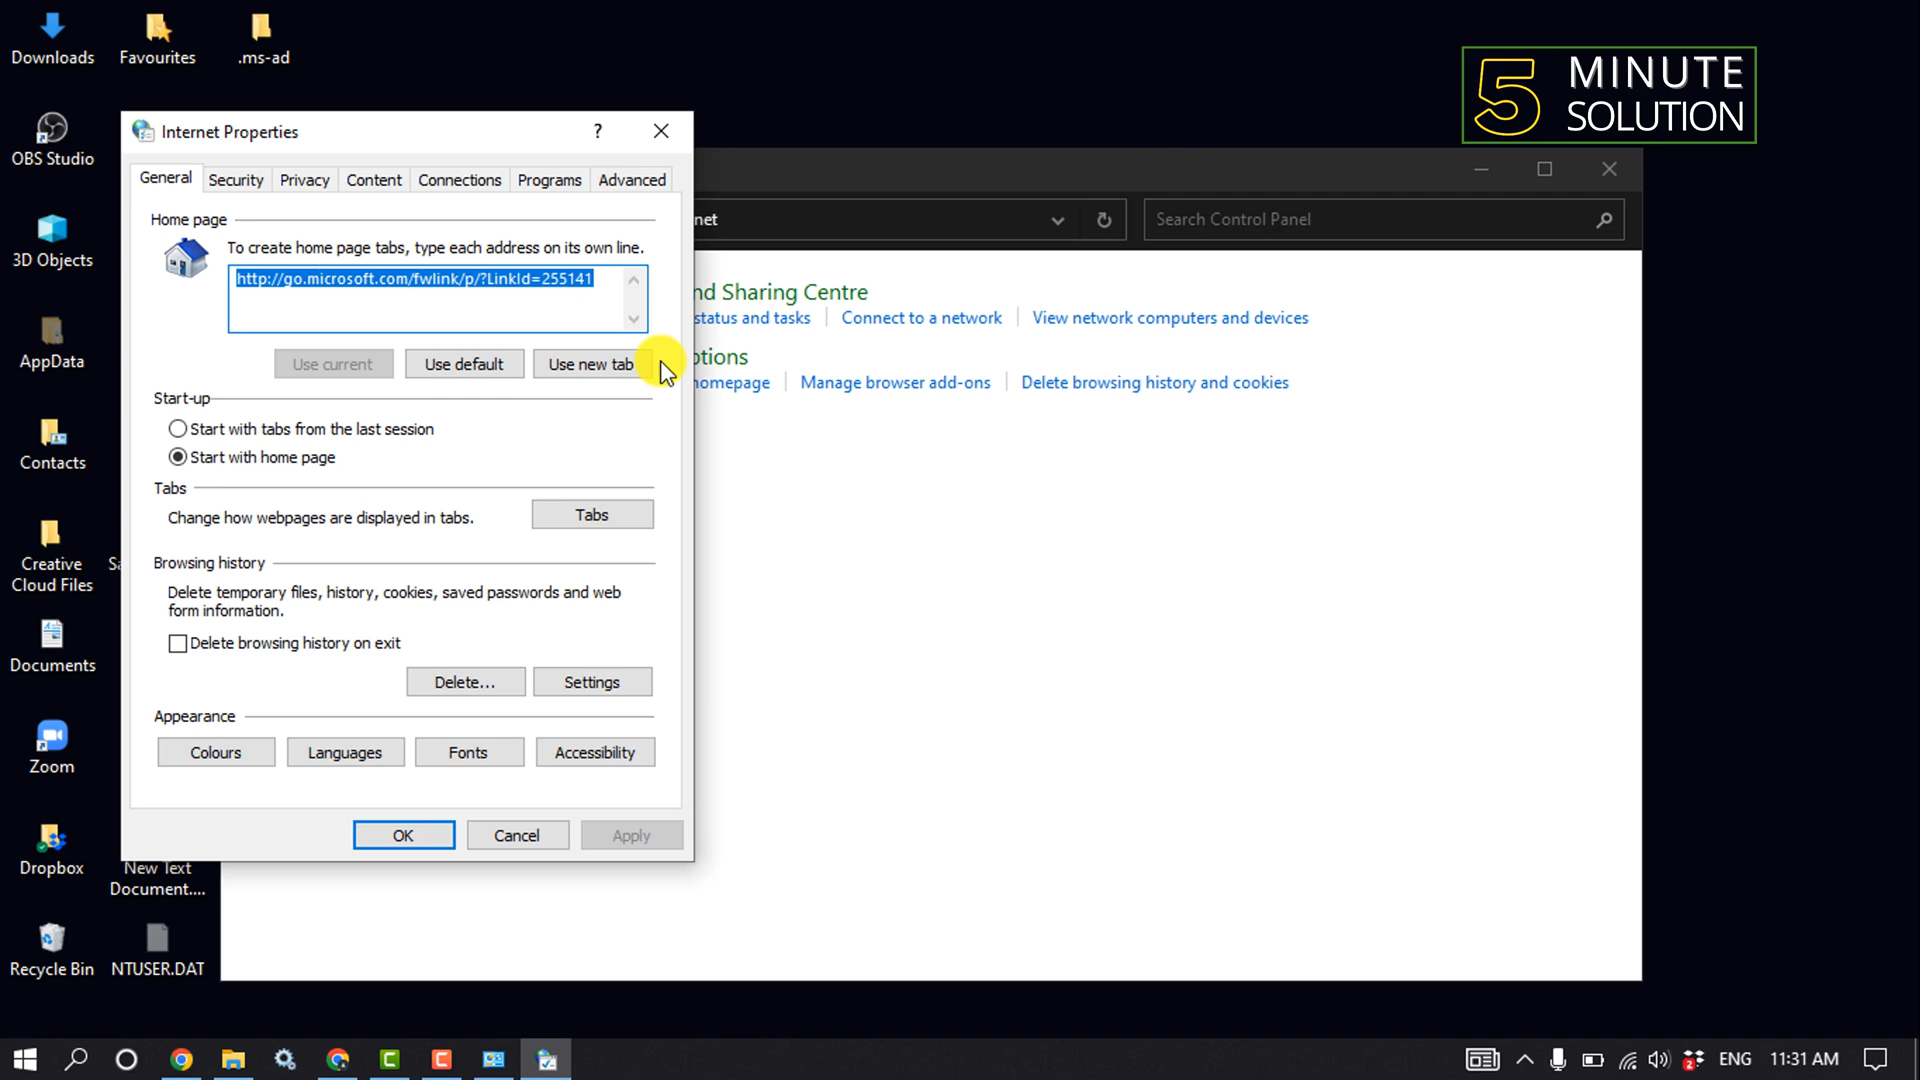 Downloads
Favourites
.ms-ad
5 MINUTE
SOLUTION
OBS Studio
3D Objects
AppData
Contacts
Creative
Cloud Files
Documents
Zoom
Dropbox
New Text
Document....
Recycle Bin
NTUSER.DAT
Internet Properties
?
General
Security
Privacy
Content
Connections
Programs
Advanced
Home page
To create home page tabs, type each address on its own line.
http://go.microsoft.com/fwlink/p/?LinkId=255141
Use current
Use default
Use new tab
Start-up
Start with tabs from the last session
Start with home page
Tabs
Change how webpages are displayed in tabs.
Tabs
Browsing history
Delete temporary files, history, cookies, saved passwords and web
form information.
Delete browsing history on exit
Delete...
Settings
Appearance
Colours
Languages
Fonts
Accessibility
OK
Cancel
Apply
net
Search Control Panel
nd Sharing Centre
status and tasks
Connect to a network
View network computers and devices
ptions
homepage
Manage browser add-ons
Delete browsing history and cookies
2
ENG
11:31 AM